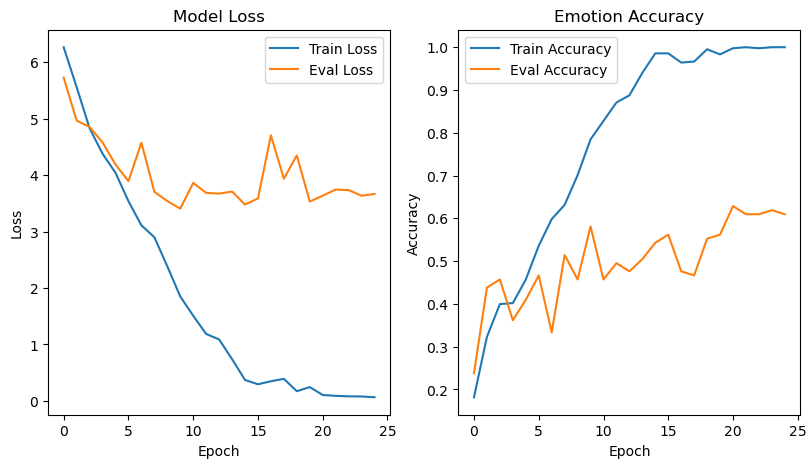 Model Loss
Train Loss
Eval Loss
6
5
4
3
2
1
0
Loss
0 5 10 15 20 25
Epoch
Emotion Accuracy
Train Accuracy
Eval Accuracy
1.0
0.9
0.8
0.7
0.6
0.5
0.4
0.3
0.2
Accuracy
0 5 10 15 20 25
Epoch